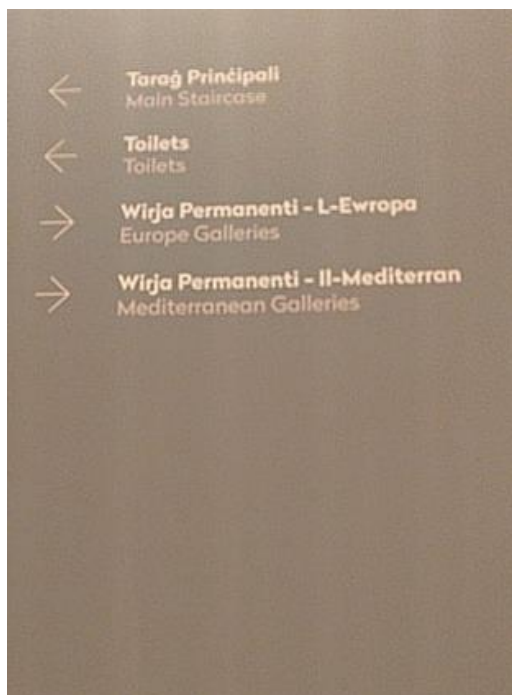 Taraġ Prinċipali
Main Staircase
Toilets
Toilets
Wirja Permanenti - L-Ewropa
Europe Galleries
Wirja Permanenti - Il-Mediterran
Mediterranean Galleries